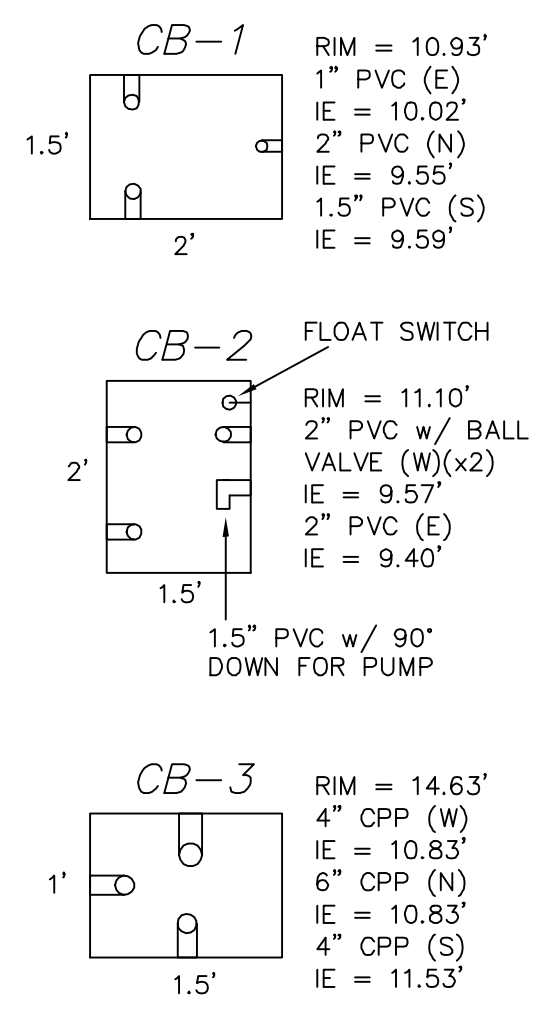 CB-1
RIM = 10.93'
1" PVC (E)
IE = 10.02'
2" PVC (N)
IE = 9.55'
1.5" PVC (S)
IE = 9.59'
1.5'
2'
CB-2
FLOAT SWITCH
RIM = 11.10'
2" PVC w/ BALL
VALVE (W)(x2)
IE = 9.57'
2" PVC (E)
IE = 9.40'
2'
1.5'
1.5" PVC w/ 90°
DOWN FOR PUMP
CB-3
RIM = 14.63'
4" CPP (W)
IE = 10.83'
6" CPP (N)
IE = 10.83'
4" CPP (S)
IE = 11.53'
1'
1.5'